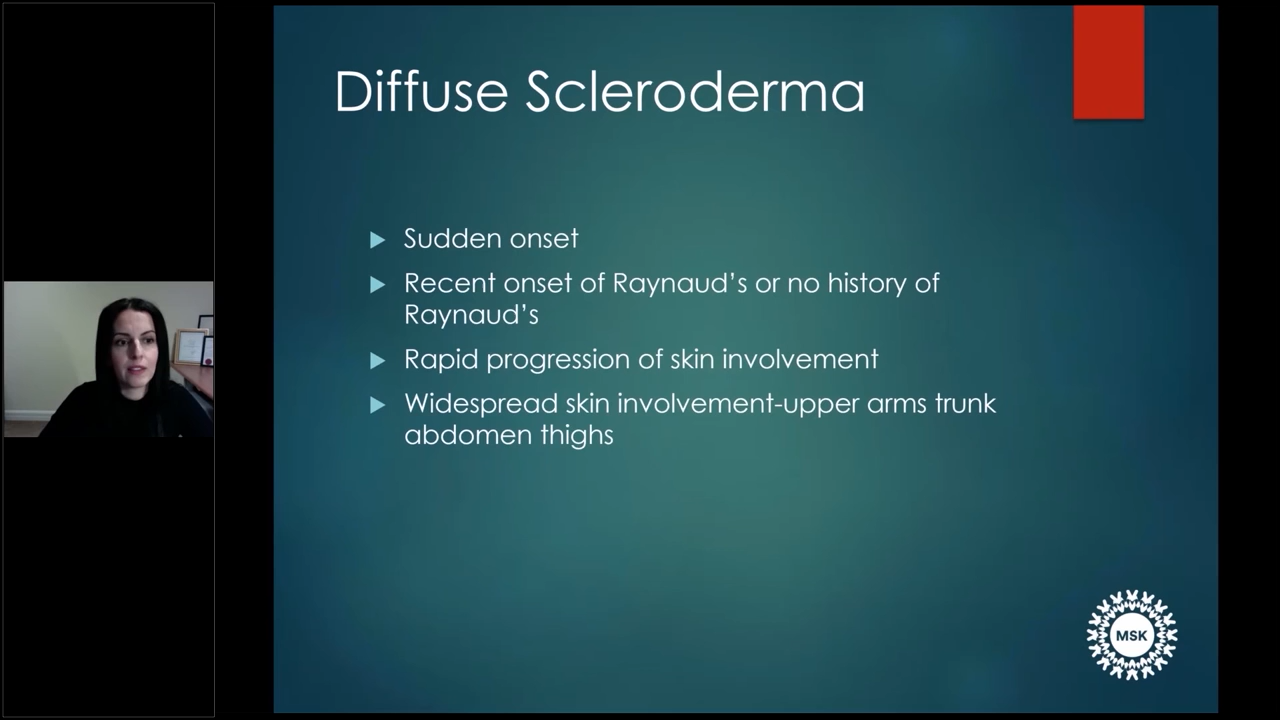 Diffuse Scleroderma
Sudden onset
Recent onset of Raynaud’s or no history of
Raynaud’s
Rapid progression of skin involvement
Widespread skin involvement-upper arms trunk
abdomen thighs
MSK